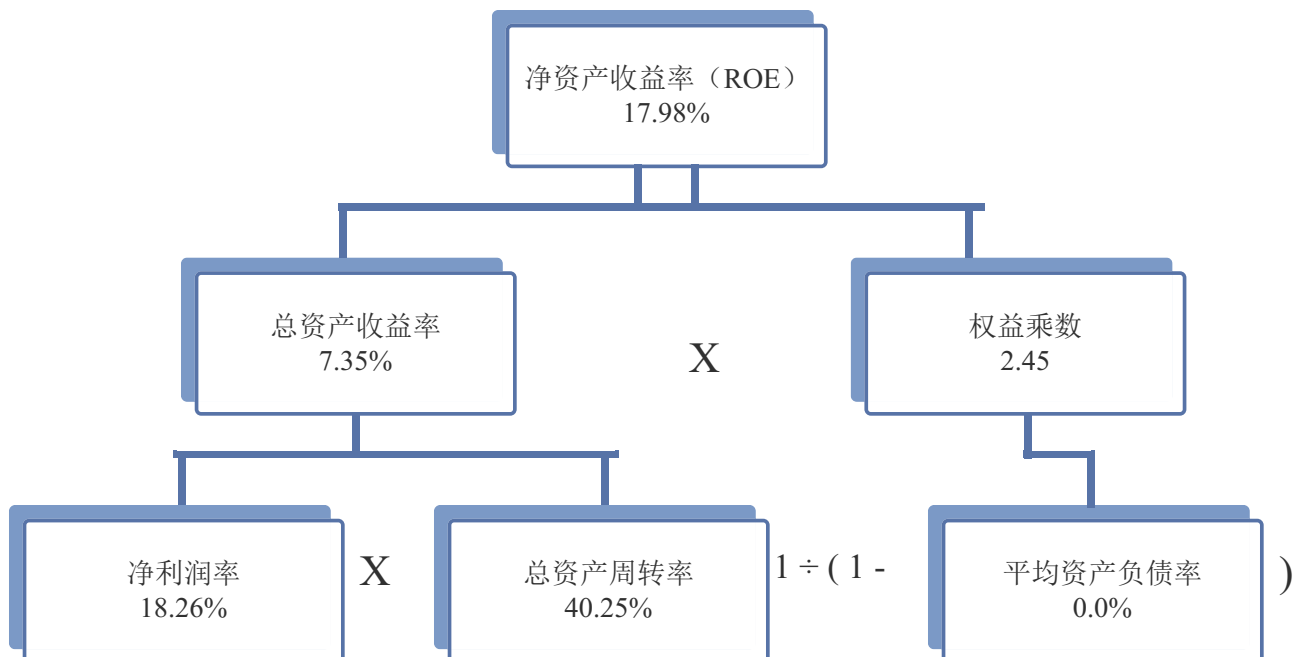 净资产收益率（ROE）
17.98%
总资产收益率
7.35%
X
权益乘数
2.45
净利润率
18.26%
X
总资产周转率
40.25%
1 ÷ ( 1 -
平均资产负债率
0.0%
)